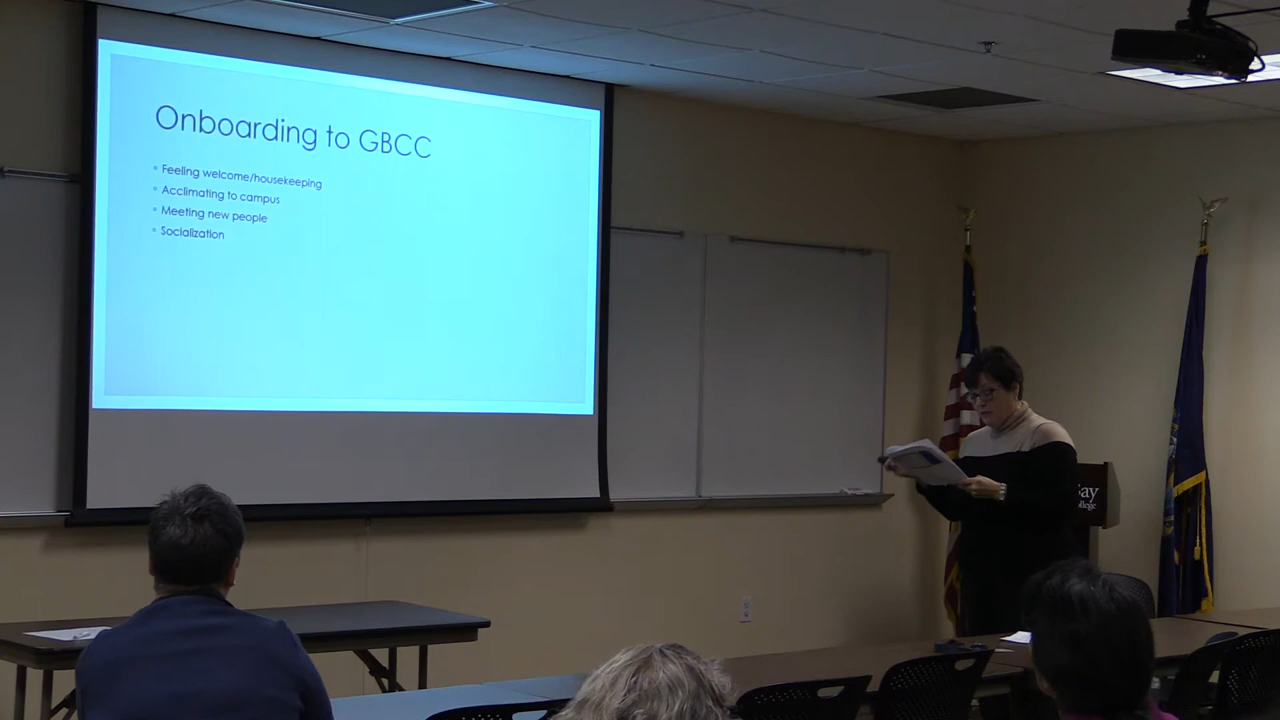 Onboarding to GBCC
Feeling welcome/housekeeping
Acclimating to campus
Meeting new people
Socialization